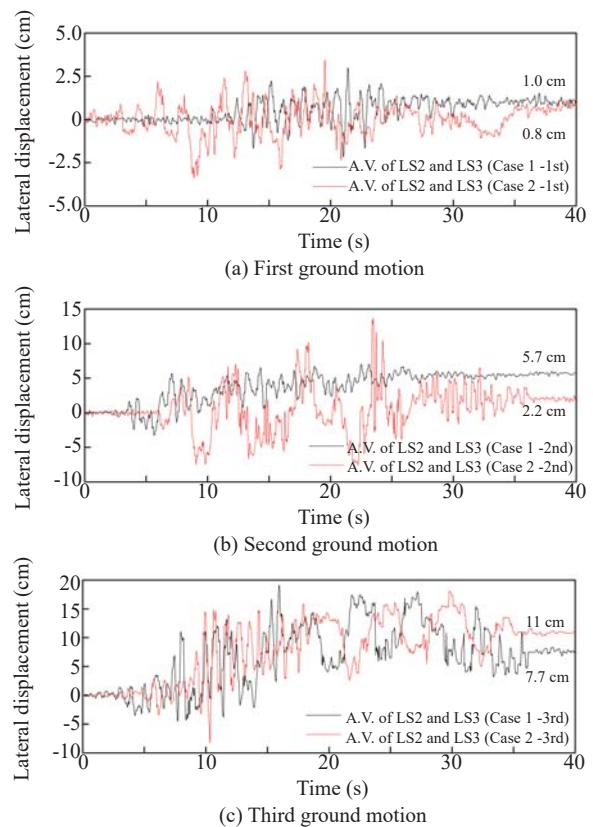 Lateral displacement (cm)
5.0
2.5
0
-2.5
-5.0
1.0 cm
0.8 cm
A.V. of LS2 and LS3 (Case 1 -1st)
A.V. of LS2 and LS3 (Case 2 -1st)
0 10 20 30 40
Time (s)
(a) First ground motion
Lateral displacement (cm)
15
10
5
0
-5
-10
5.7 cm
2.2 cm
A.V. of LS2 and LS3 (Case 1 -2nd)
A.V. of LS2 and LS3 (Case 2 -2nd)
0 10 20 30 40
Time (s)
(b) Second ground motion
Lateral displacement (cm)
20
15
10
5
0
-5
-10
11 cm
7.7 cm
A.V. of LS2 and LS3 (Case 1 -3rd)
A.V. of LS2 and LS3 (Case 2 -3rd)
0 10 20 30 40
Time (s)
(c) Third ground motion